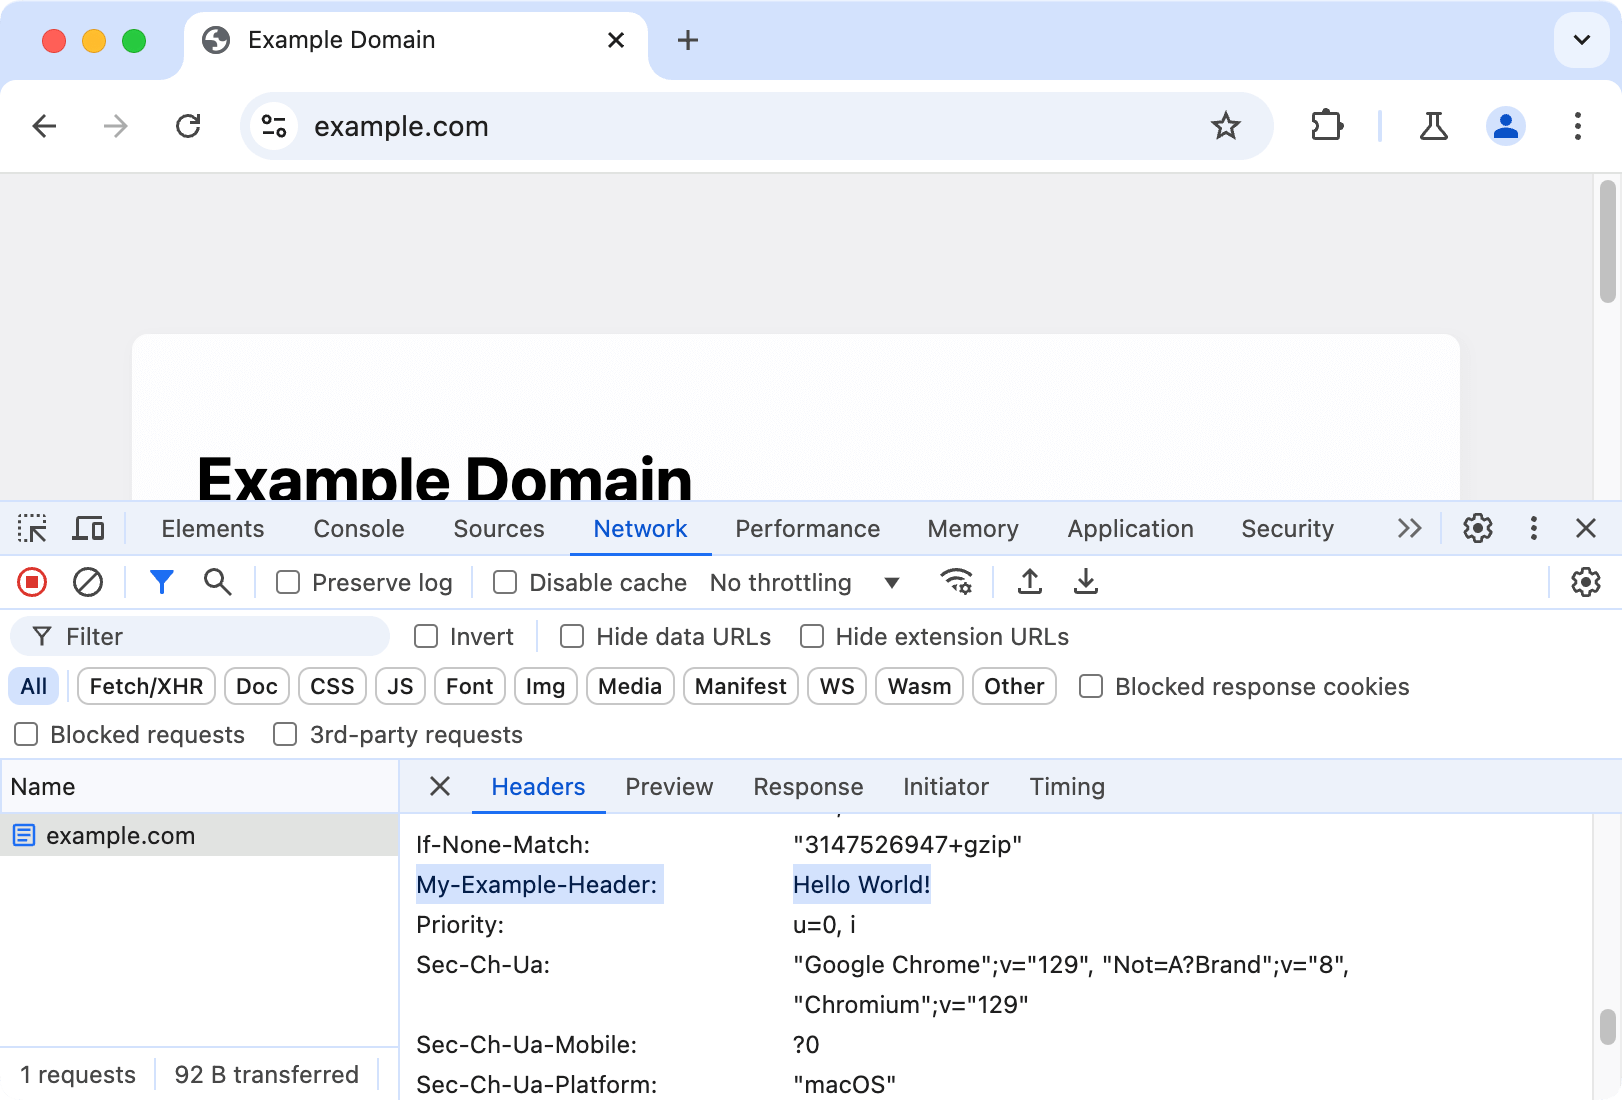 Example Domain
example.com
Example Domain
Elements Console Sources Network Performance Memory Application Security
Preserve log Disable cache No throttling
Filter Invert Hide data URLs Hide extension URLs
All Fetch/XHR Doc CSS JS Font Img Media Manifest WS Wasm Other Blocked response cookies
Blocked requests 3rd-party requests
Name Headers Preview Response Initiator Timing
example.com
If-None-Match: "3147526947+gzip"
My-Example-Header: Hello World!
Priority: u=0, i
Sec-Ch-Ua: "Google Chrome";v="129", "Not=A?Brand";v="8",
"Chromium";v="129"
Sec-Ch-Ua-Mobile: ?0
Sec-Ch-Ua-Platform: "macOS"
1 requests 92 B transferred